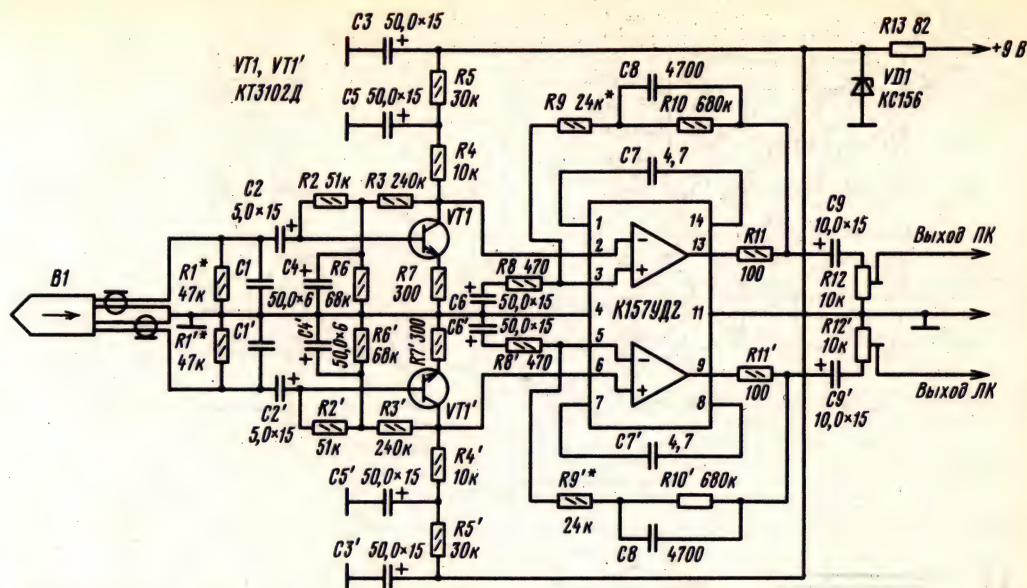 C3 50,0×15
R13 82
+9 В
VT1, VT1'
КТ3102Д
R5
30к
C8 4700
VD1
КС156
C5 50,0×15
R9 24к*
R10 680к
R4
10к
C7 4,7
C2
5,0×15
R2 51к
R3 240к
VT1
1
14
2
13
R11
100
C9
10,0×15
Выход ПК
B1
R1*
47к
C1
C4
50,0×6
R6
68к
R7
300
R8 470
C6
50,0×15
3
4
К157УД2
11
R12
10к
R1'*
47к
C1'
C4'
50,0×6
R6'
68к
R7' 300
C6'
50,0×15
R8' 470
5
6
9
R11'
100
R12'
10к
C9'
10,0×15
Выход ЛК
C2'
5,0×15
R2'
51к
R3'
240к
VT1'
7
8
C7'
4,7
R4'
10к
C5' 50,0×15
R9'*
24к
R10' 680к
R5'
30к
C8
4700
C3' 50,0×15